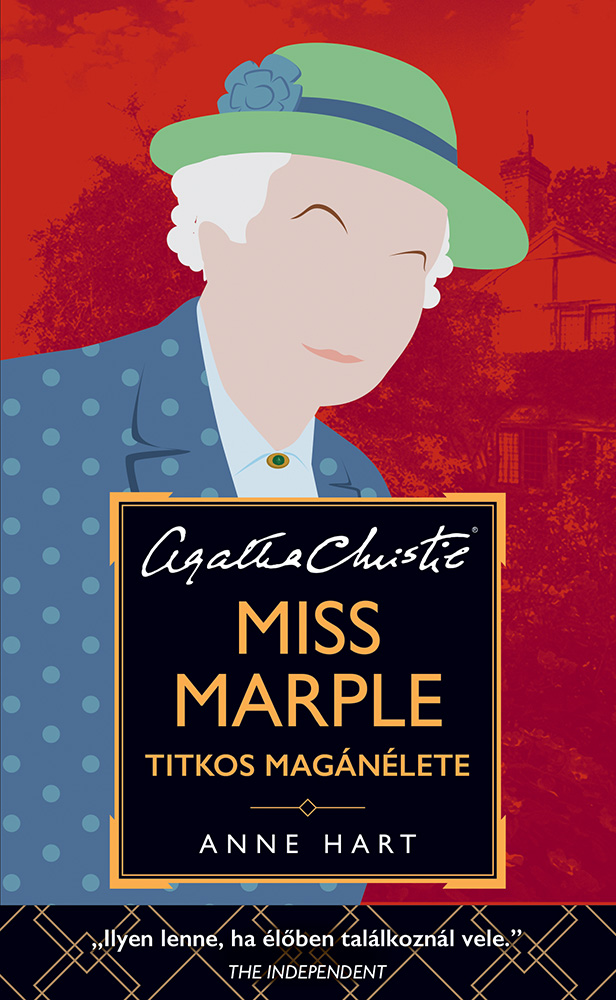 Agatha Christie®
MISS
MARPLE
TITKOS MAGÁNÉLETE
ANNE HART
„Ilyen lenne, ha élőben találkoznál vele.”
THE INDEPENDENT